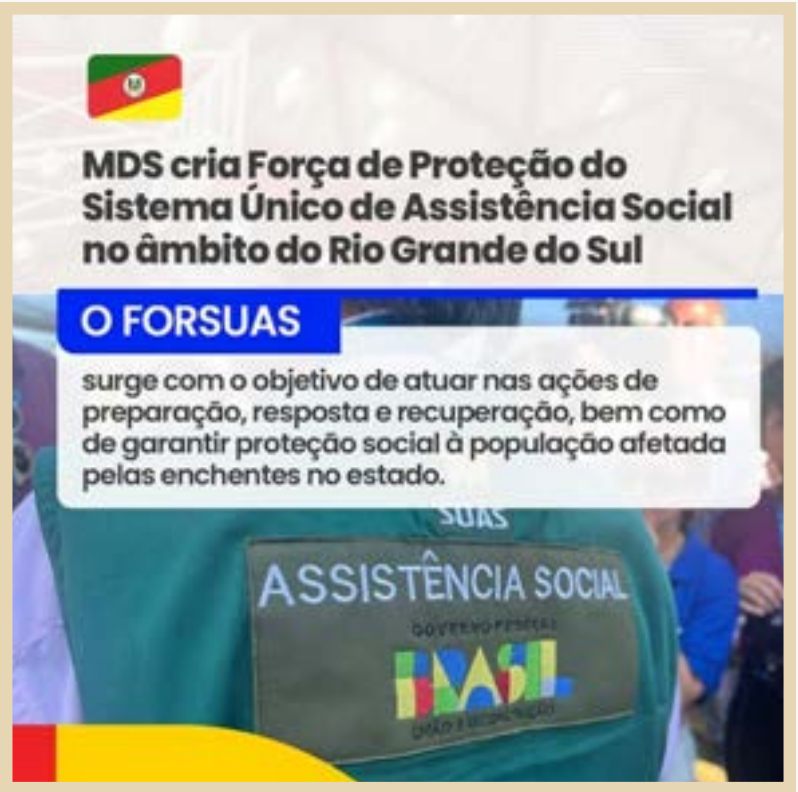 MDS cria Força de Proteção do
Sistema Único de Assistência Social
no âmbito do Rio Grande do Sul
O FORSUAS
surge com o objetivo de atuar nas ações de
preparação, resposta e recuperação, bem como
de garantir proteção social à população afetada
pelas enchentes no estado.
SUAS
ASSISTÊNCIA SOCIAL
GOVERNO FEDERAL
BRASIL
UNIÃO E RECONSTRUÇÃO